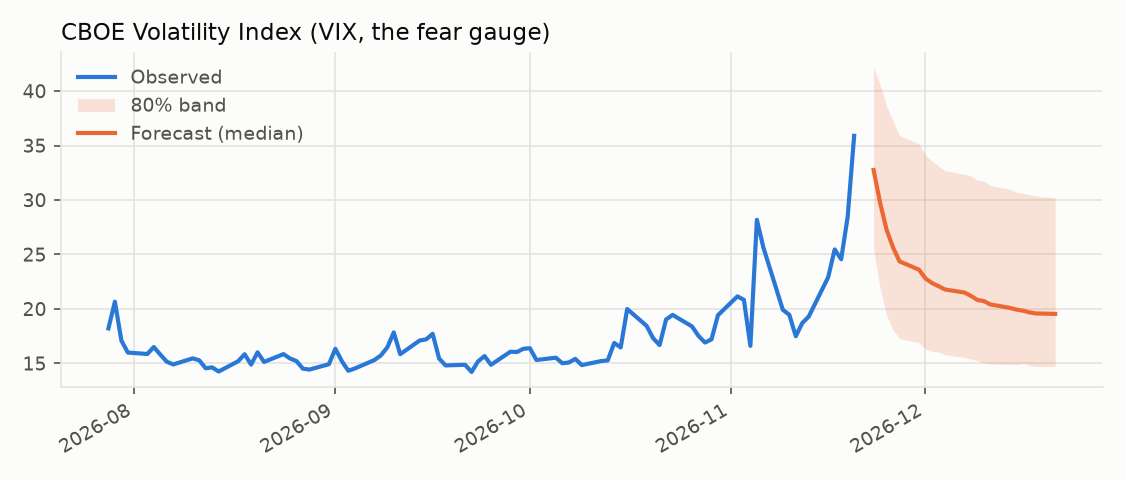 CBOE Volatility Index (VIX, the fear gauge)
Observed
80% band
Forecast (median)
40
35
30
25
20
15
2026-08
2026-09
2026-10
2026-11
2026-12